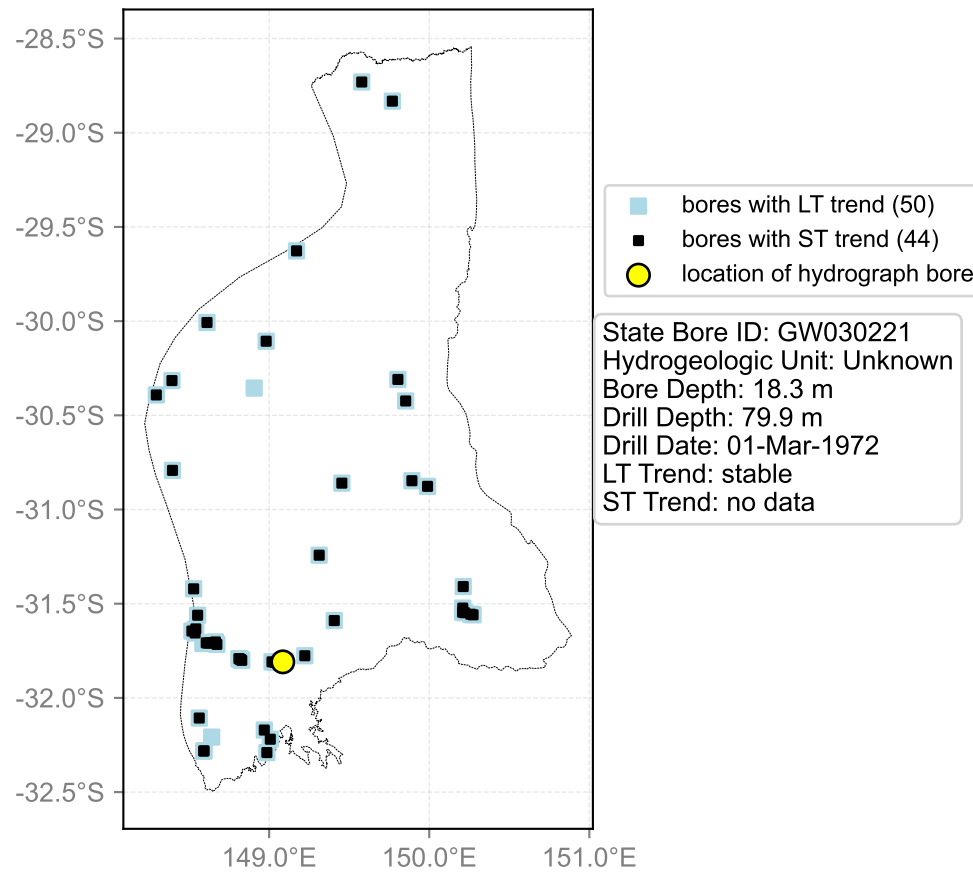 -28.5°S
-29.0°S
-29.5°S
-30.0°S
-30.5°S
-31.0°S
-31.5°S
-32.0°S
-32.5°S
149.0°E 150.0°E 151.0°E
bores with LT trend (50)
bores with ST trend (44)
location of hydrograph bore
State Bore ID: GW030221
Hydrogeologic Unit: Unknown
Bore Depth: 18.3 m
Drill Depth: 79.9 m
Drill Date: 01-Mar-1972
LT Trend: stable
ST Trend: no data